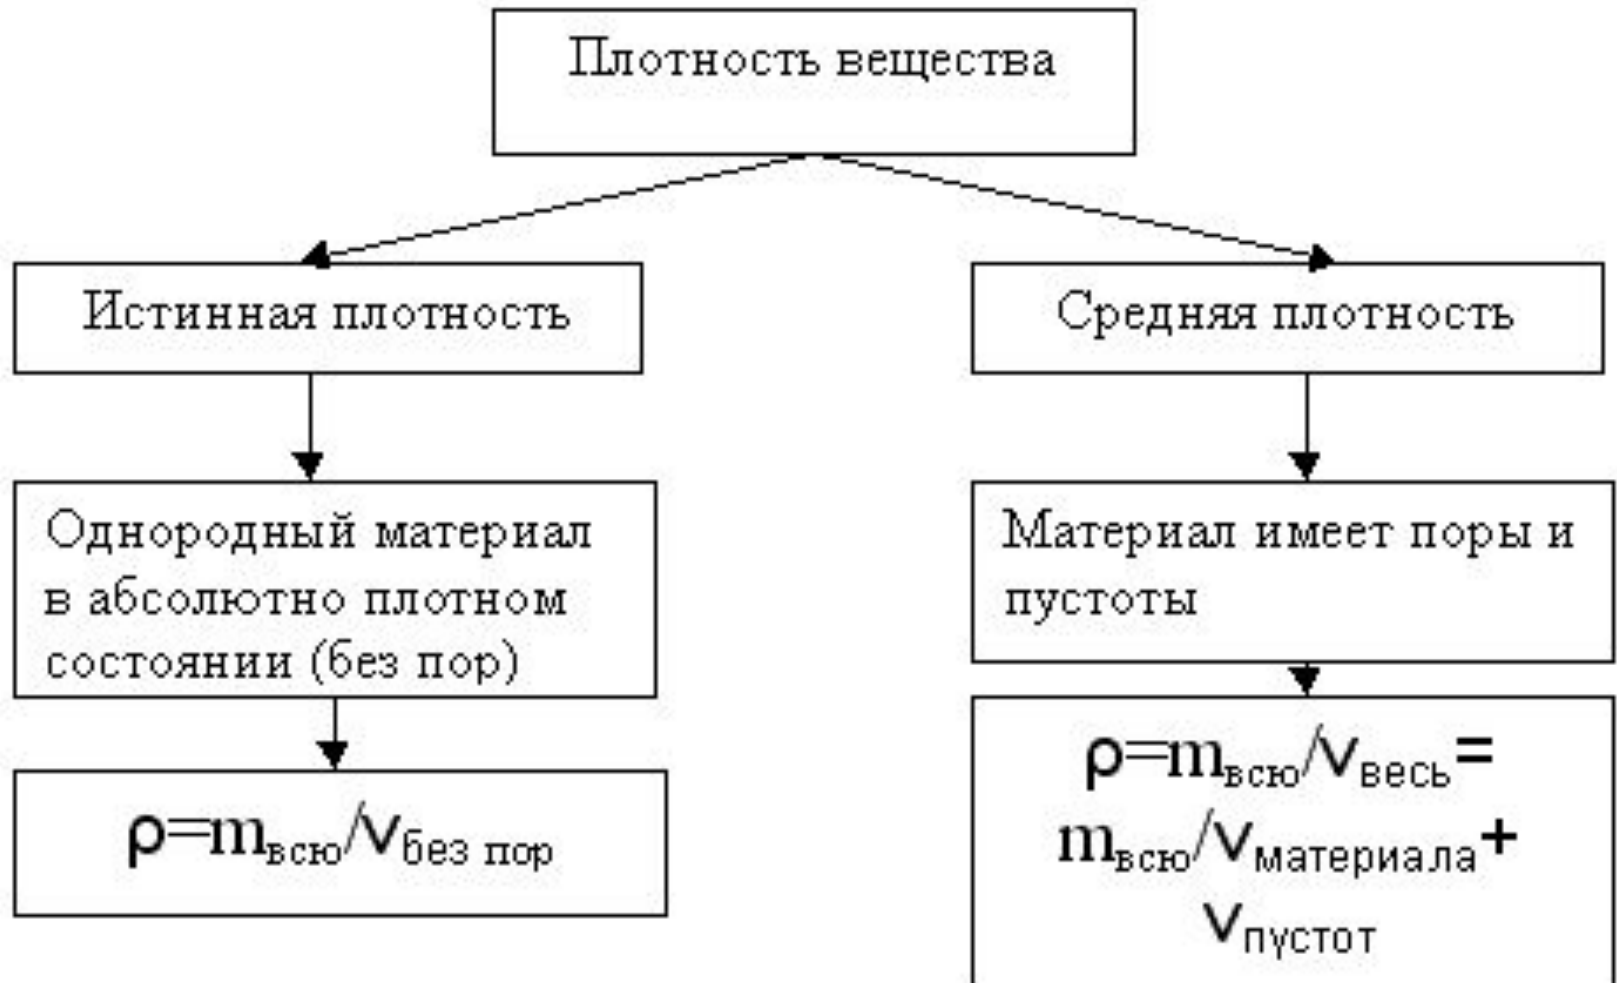 Плотность вещества
Истинная плотность
Средняя плотность
Однородный материал
в абсолютно плотном
состоянии (без пор)
Материал имеет поры и
пустоты
ρ=mвсю/vбез пор
ρ=mвсю/vвесь=
mвсю/vматериала+
vпустот